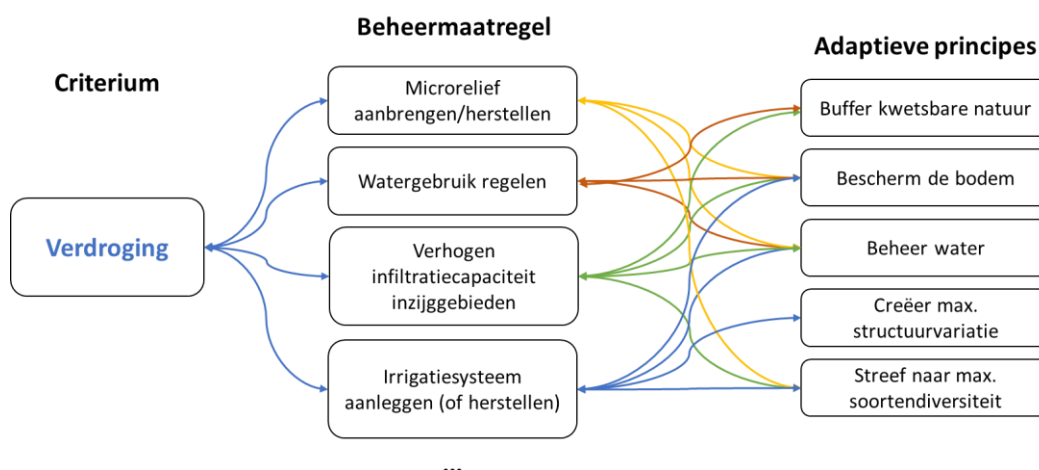 Criterium
Verdroging
Beheermaatregel
Microrelief
aanbrengen/herstellen
Watergebruik regelen
Verhogen
infiltratiecapaciteit
inzijggebieden
Irrigatiesysteem
aanleggen (of herstellen)
...
Adaptieve principes
Buffer kwetsbare natuur
Bescherm de bodem
Beheer water
Creëer max.
structuurvariatie
Streef naar max.
soortendiversiteit